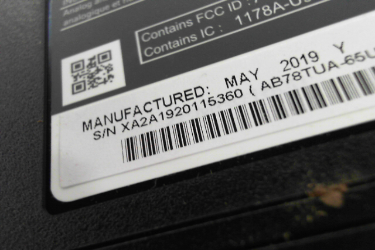 Contains FCC ID :
Contains IC : 1178A-
MANUFACTURED: MAY 2019 Y
S/N XA2A1920115360 ( AB78TUA-65U